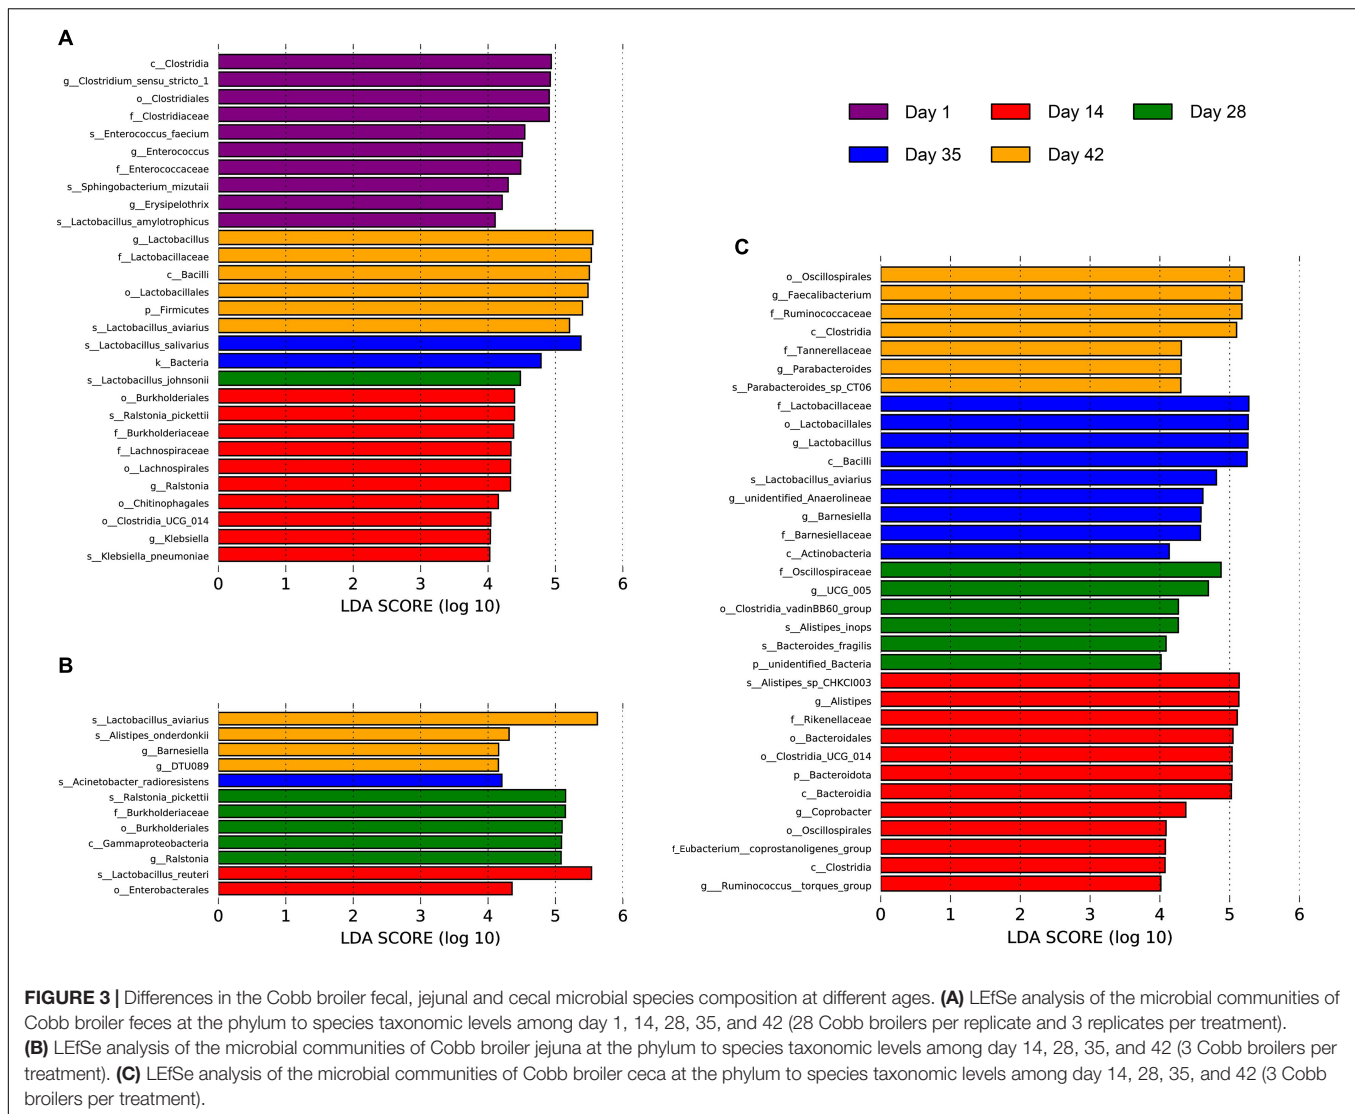 A
c__Clostridia
g__Clostridium_sensu_stricto_1
o__Clostridiales
f__Clostridiaceae
s__Enterococcus_faecium
g__Enterococcus
f__Enterococcaceae
s__Sphingobacterium_mizutaii
g__Erysipelothrix
s__Lactobacillus_amylotrophicus
g__Lactobacillus
f__Lactobacillaceae
c__Bacilli
o__Lactobacillales
p__Firmicutes
s__Lactobacillus_aviarius
s__Lactobacillus_salivarius
k__Bacteria
s__Lactobacillus_johnsonii
o__Burkholderiales
s__Ralstonia_pickettii
f__Burkholderiaceae
f__Lachnospiraceae
o__Lachnospirales
g__Ralstonia
o__Chitinophagales
o__Clostridia_UCG_014
g__Klebsiella
s__Klebsiella_pneumoniae
0 1 2 3 4 5 6
LDA SCORE (log 10)
Day 1 Day 14 Day 28
Day 35 Day 42
B
s__Lactobacillus_aviarius
s__Alistipes_onderdonkii
g__Barnesiella
g__DTU089
s__Acinetobacter_radioresistens
s__Ralstonia_pickettii
f__Burkholderiaceae
o__Burkholderiales
c__Gammaproteobacteria
g__Ralstonia
s__Lactobacillus_reuteri
o__Enterobacterales
0 1 2 3 4 5 6
LDA SCORE (log 10)
C
o__Oscillospirales
g__Faecalibacterium
f__Ruminococcaceae
c__Clostridia
f__Tannerellaceae
g__Parabacteroides
s__Parabacteroides_sp_CT06
f__Lactobacillaceae
o__Lactobacillales
g__Lactobacillus
c__Bacilli
s__Lactobacillus_aviarius
g__unidentified_Anaerolineae
g__Barnesiella
f__Barnesiellaceae
c__Actinobacteria
f__Oscillospiraceae
g__UCG_005
o__Clostridia_vadinBB60_group
s__Alistipes_inops
s__Bacteroides_fragilis
p__unidentified_Bacteria
s__Alistipes_sp_CHKCI003
g__Alistipes
f__Rikenellaceae
o__Bacteroidales
o__Clostridia_UCG_014
p__Bacteroidota
c__Bacteroidia
g__Coprobacter
o__Oscillospirales
f_Eubacterium__coprostanoligenes_group
c__Clostridia
g___Ruminococcus__torques_group
0 1 2 3 4 5 6
LDA SCORE (log 10)
FIGURE 3 | Differences in the Cobb broiler fecal, jejunal and cecal microbial species composition at different ages. (A) LEfSe analysis of the microbial communities of
Cobb broiler feces at the phylum to species taxonomic levels among day 1, 14, 28, 35, and 42 (28 Cobb broilers per replicate and 3 replicates per treatment).
(B) LEfSe analysis of the microbial communities of Cobb broiler jejuna at the phylum to species taxonomic levels among day 14, 28, 35, and 42 (3 Cobb broilers per
treatment). (C) LEfSe analysis of the microbial communities of Cobb broiler ceca at the phylum to species taxonomic levels among day 14, 28, 35, and 42 (3 Cobb
broilers per treatment).